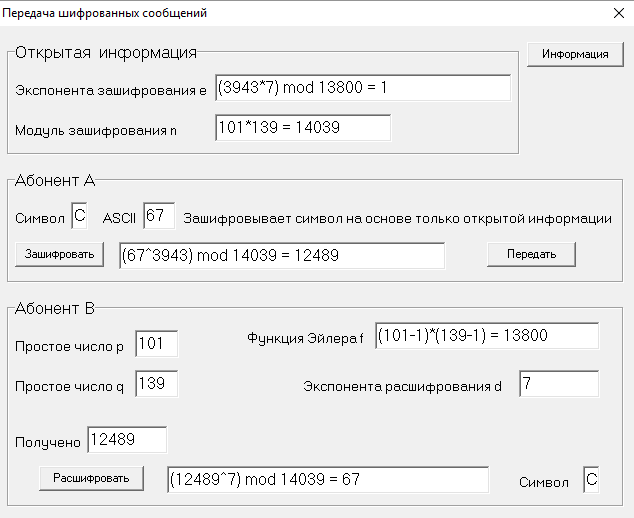 Передача шифрованных сообщений
Открытая информация
Информация
Экспонента зашифрования e (3943*7) mod 13800 = 1
Модуль зашифрования n 101*139 = 14039
Абонент A
Символ C ASCII 67 Зашифровывает символ на основе только открытой информации
Зашифровать (67^3943) mod 14039 = 12489 Передать
Абонент B
Простое число p 101 Функция Эйлера f (101-1)*(139-1) = 13800
Простое число q 139 Экспонента расшифрования d 7
Получено 12489
Расшифровать (12489^7) mod 14039 = 67 Символ C